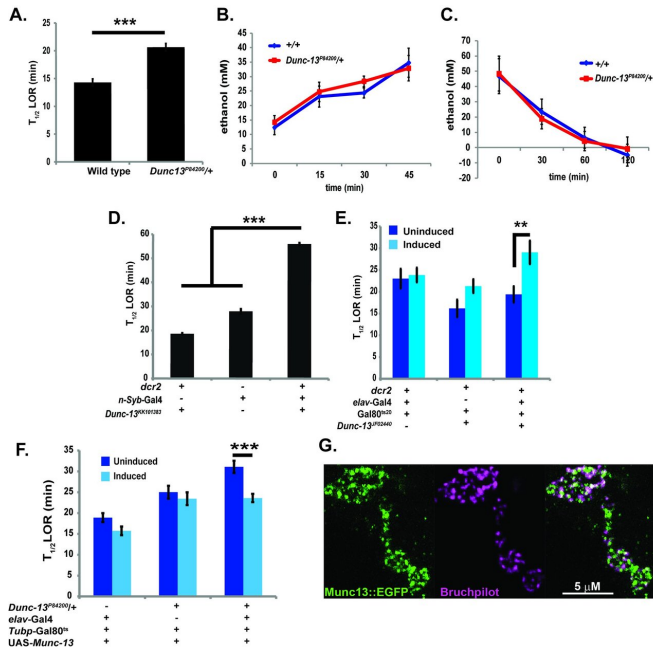 A.
***
T1/2 LOR (min)
25
20
15
10
5
0
Wild type
Dunc13P84200/+
B.
+/+
Dunc-13P84200/+
ethanol (mM)
40
35
30
25
20
15
10
5
0
0
15
30
45
time (min)
C.
+/+
Dunc-13P84200/+
ethanol (mM)
70
60
50
40
30
20
10
0
-10
-20
0
30
60
120
time (min)
D.
***
T1/2 LOR (min)
60
50
40
30
20
10
0
dcr2 + - +
n-Syb-Gal4 - + +
Dunc-13KK101383 + - +
E.
Uninduced
Induced
**
T1/2 LOR (min)
35
30
25
20
15
10
5
0
dcr2 + + +
elav-Gal4 + - +
Gal80ts20 + + +
Dunc-13JF02440 - + +
F.
Uninduced
Induced
***
T1/2 LOR (min)
35
30
25
20
15
10
5
0
Dunc-13P84200/+ - + +
elav-Gal4 + - +
Tubp-Gal80ts + + +
UAS-Munc-13 + + +
G.
Munc13::EGFP
Bruchpilot
5 µM